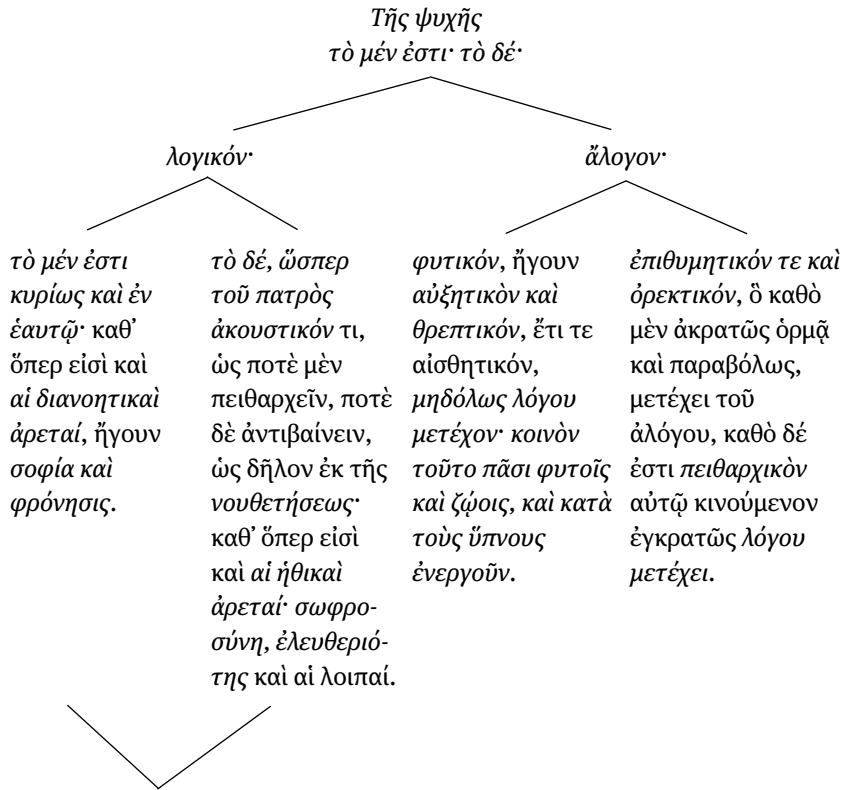 Τῆς ψυχῆς
τὸ μέν ἐστι· τὸ δέ·
λογικόν·
ἄλογον·
τὸ μέν ἐστι
κυρίως καὶ ἐν
ἑαυτῷ· καθ’
ὅπερ εἰσὶ καὶ
αἱ διανοητικαὶ
ἀρεταί, ἤγουν
σοφία καὶ
φρόνησις.
τὸ δέ, ὥσπερ
τοῦ πατρὸς
ἀκουστικόν τι,
ὡς ποτὲ μὲν
πειθαρχεῖν, ποτὲ
δὲ ἀντιβαίνειν,
ὡς δῆλον ἐκ τῆς
νουθετήσεως·
καθ’ ὅπερ εἰσὶ
καὶ αἱ ἠθικαὶ
ἀρεταί· σωφρο-
σύνη, ἐλευθεριό-
της καὶ αἱ λοιπαί.
φυτικόν, ἤγουν
αὐξητικὸν καὶ
θρεπτικόν, ἔτι τε
αἰσθητικόν,
μηδόλως λόγου
μετέχον· κοινὸν
τοῦτο πᾶσι φυτοῖς
καὶ ζῴοις, καὶ κατὰ
τοὺς ὕπνους
ἐνεργοῦν.
ἐπιθυμητικόν τε καὶ
ὀρεκτικόν, ὃ καθὸ
μὲν ἀκρατῶς ὁρμᾷ
καὶ παραβόλως,
μετέχει τοῦ
ἀλόγου, καθὸ δέ
ἐστι πειθαρχικὸν
αὐτῷ κινούμενον
ἐγκρατῶς λόγου
μετέχει.